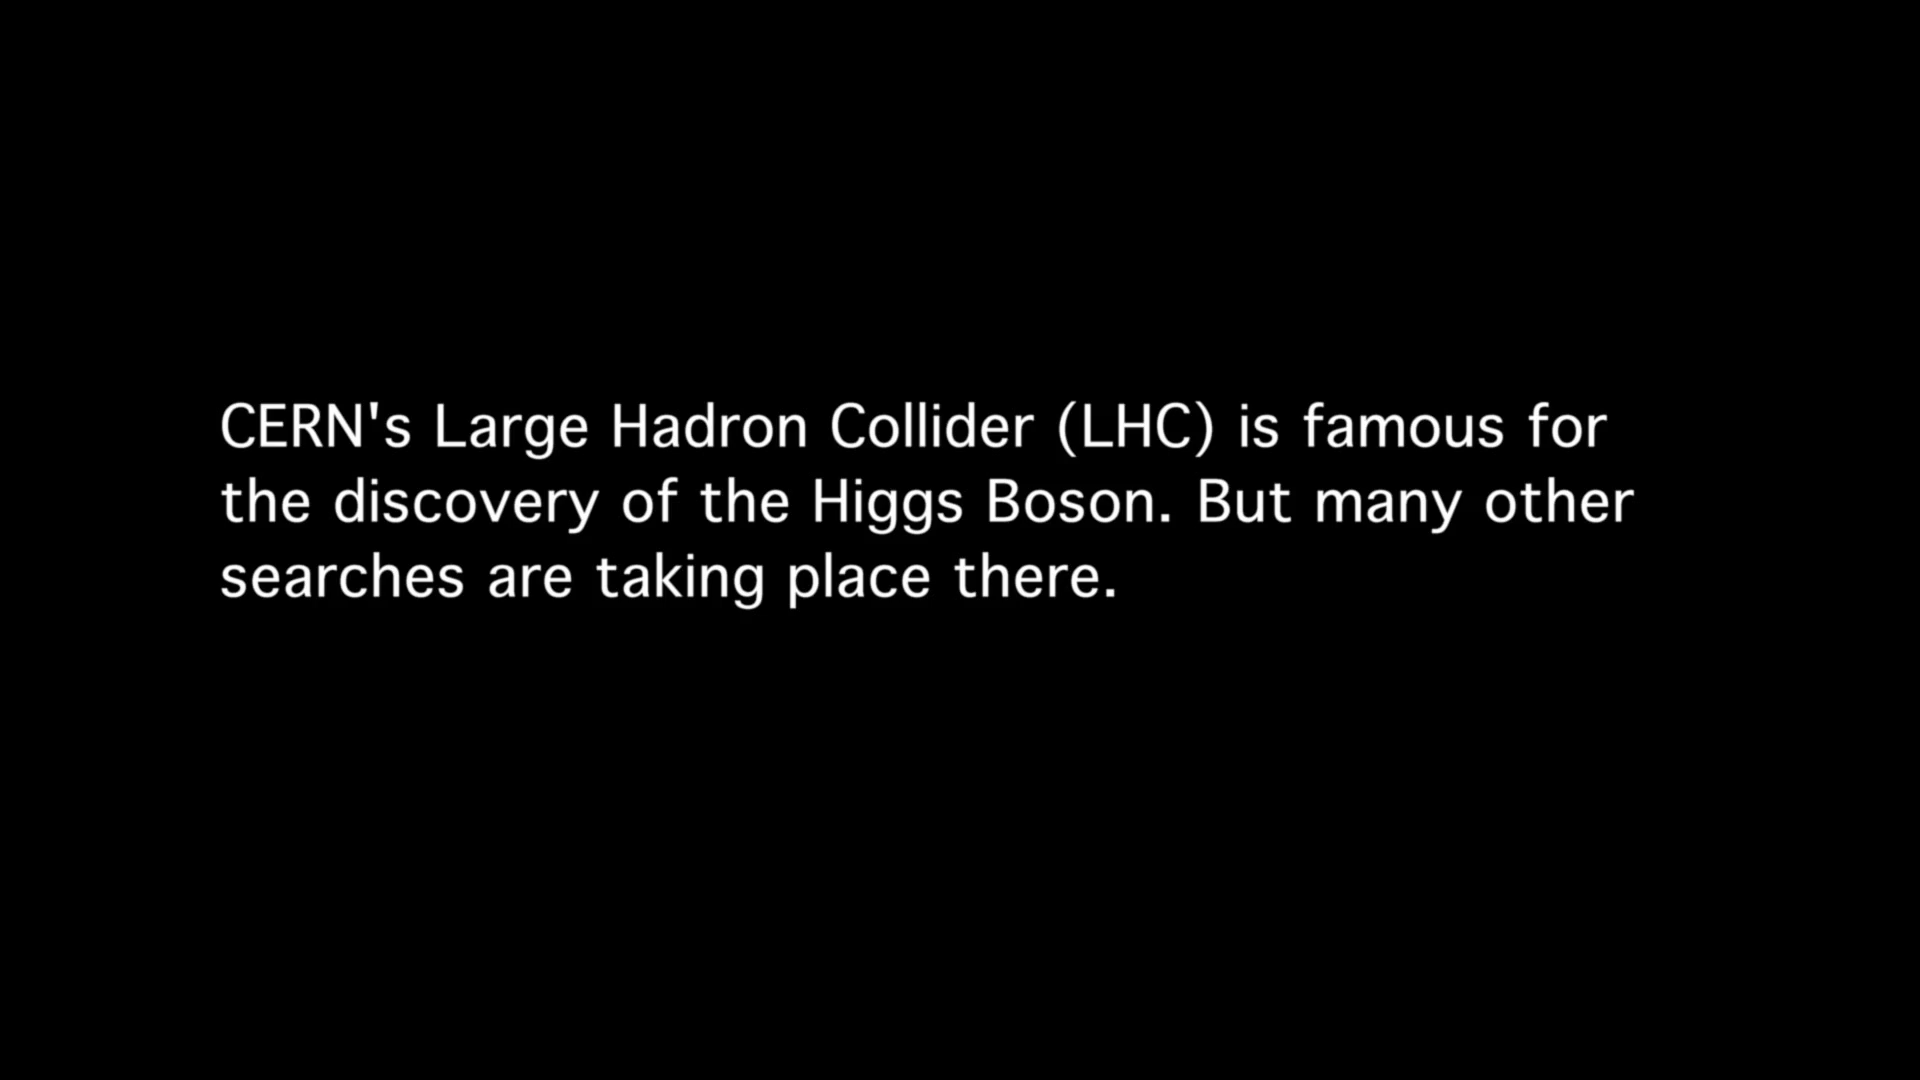 CERN's Large Hadron Collider (LHC) is famous for
the discovery of the Higgs Boson. But many other
searches are taking place there.